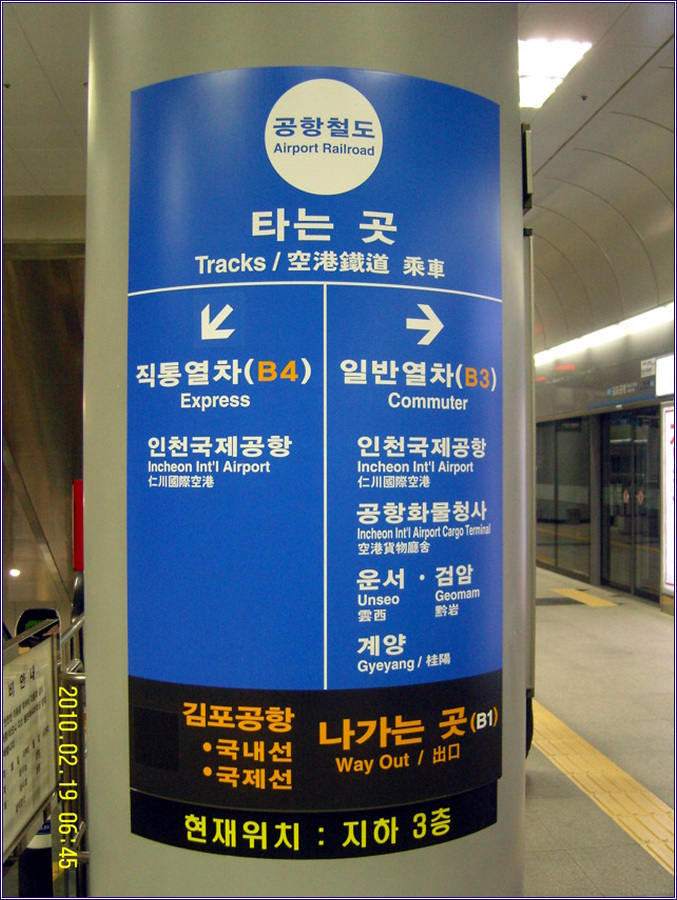 공항철도
Airport Railroad
타는 곳
Tracks / 空港鐵道 乘車
직통열차(B4)
Express
인천국제공항
Incheon Int'l Airport
仁川國際空港
일반열차(B3)
Commuter
인천국제공항
Incheon Int'l Airport
仁川國際空港
공항화물청사
Incheon Int'l Airport Cargo Terminal
空港貨物廳舍
운서 · 검암
Unseo Geomam
雲西 黔岩
계양
Gyeyang / 桂陽
김포공항
•국내선
•국제선
나가는 곳(B1)
Way Out / 出口
현재위치 : 지하 3층
안 내
2010.02.19 06:45